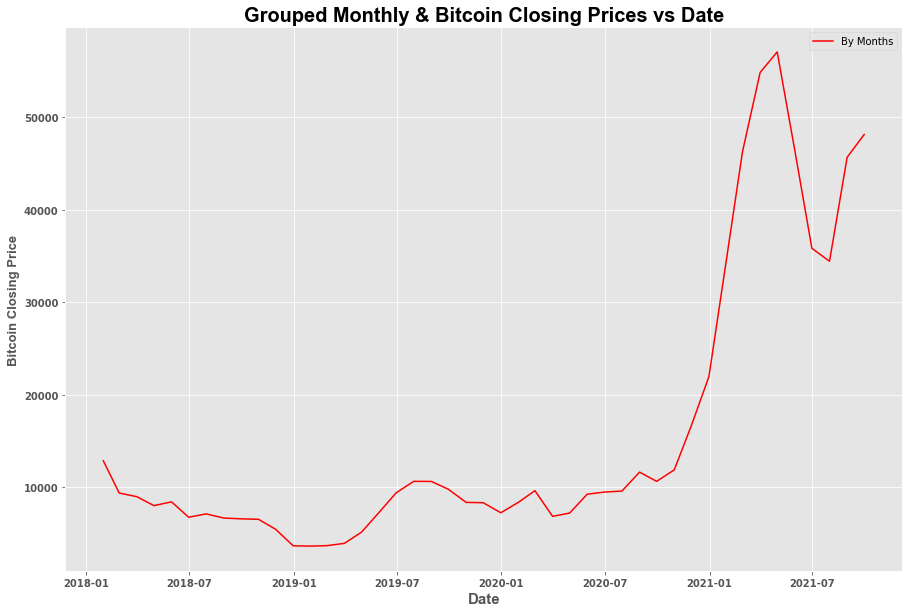 Grouped Monthly & Bitcoin Closing Prices vs Date
By Months
Bitcoin Closing Price
50000
40000
30000
20000
10000
2018-01 2018-07 2019-01 2019-07 2020-01 2020-07 2021-01 2021-07
Date